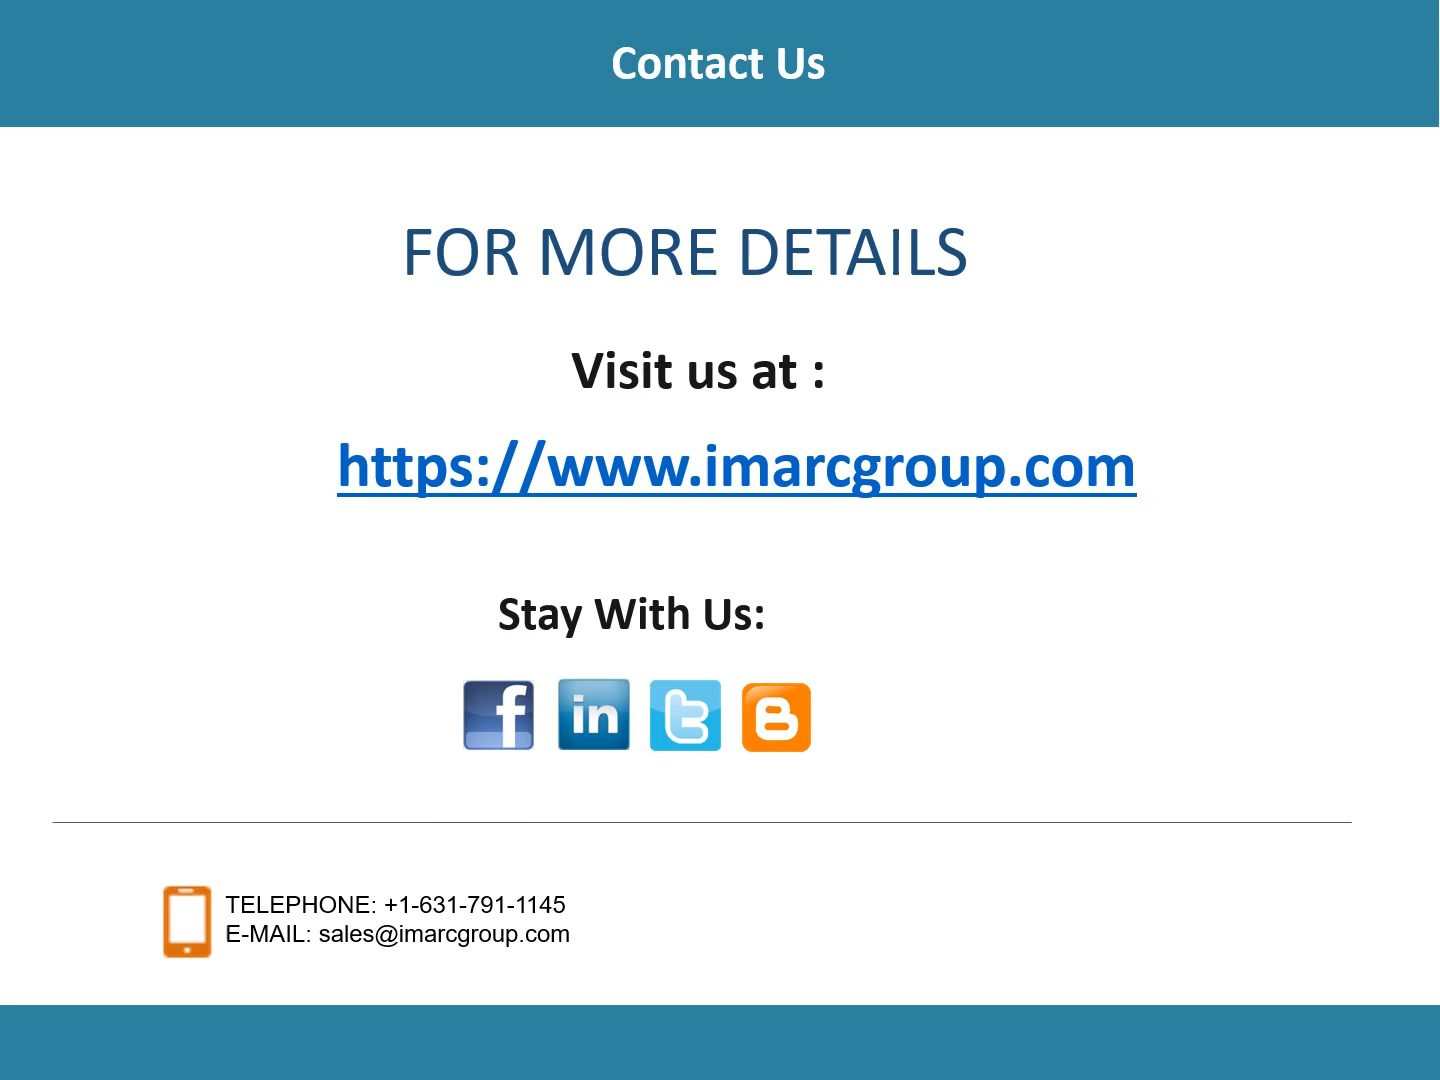 Contact Us
FOR MORE DETAILS
Visit us at :
https://www.imarcgroup.com
Stay With Us:
f in t B
TELEPHONE: +1-631-791-1145
E-MAIL: sales@imarcgroup.com